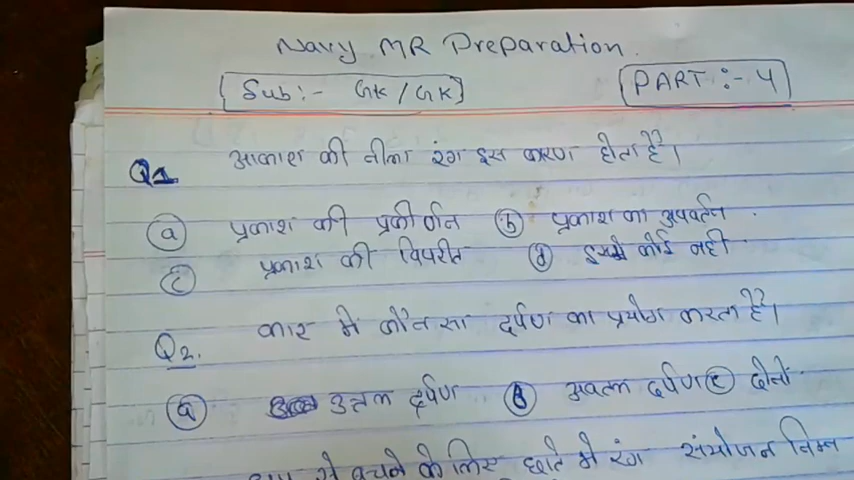 Navy MR Preparation
Sub:- GK/GK
PART :- 4
Q1 आकाश की नीला रंग इस कारण होता है।
(a) प्रकाश की प्रकीर्णन (b) प्रकाश का अपवर्तन
(c) प्रकाश की विपरीत (d) इसमे कोई नही
Q2. कार मे कौन सा दर्पण का प्रयोग करता है।
(a) उत्तल दर्पण (b) अवतल दर्पण (c) दोनो
से बचने के लिए छाते मे रंग संयोजन निम्न